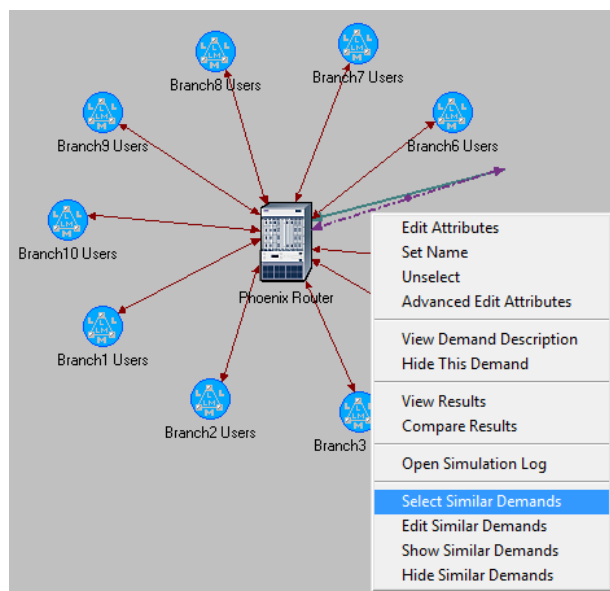 Branch8 Users
Branch7 Users
Branch9 Users
Branch6 Users
Branch10 Users
Phoenix Router
Branch1 Users
Branch2 Users
Branch3
Edit Attributes
Set Name
Unselect
Advanced Edit Attributes
View Demand Description
Hide This Demand
View Results
Compare Results
Open Simulation Log
Select Similar Demands
Edit Similar Demands
Show Similar Demands
Hide Similar Demands